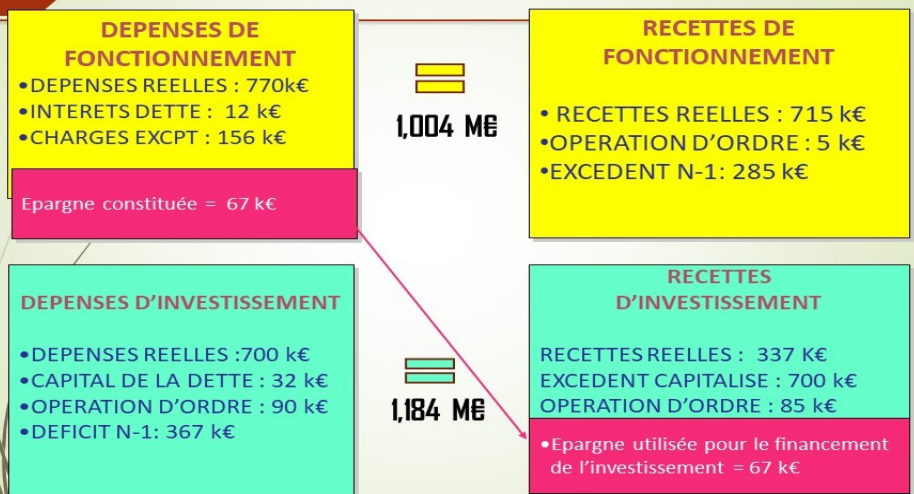 DEPENSES DE
FONCTIONNEMENT
•DEPENSES REELLES : 770k€
•INTERETS DETTE : 12 k€
•CHARGES EXCPT : 156 k€
Epargne constituée = 67 k€
1,004 M€
RECETTES DE
FONCTIONNEMENT
• RECETTES REELLES : 715 k€
•OPERATION D’ORDRE : 5 k€
•EXCEDENT N-1: 285 k€
DEPENSES D’INVESTISSEMENT
•DEPENSES REELLES :700 k€
•CAPITAL DE LA DETTE : 32 k€
•OPERATION D’ORDRE : 90 k€
•DEFICIT N-1: 367 k€
1,184 M€
RECETTES
D’INVESTISSEMENT
RECETTES REELLES : 337 K€
EXCEDENT CAPITALISE : 700 k€
OPERATION D’ORDRE : 85 k€
•Epargne utilisée pour le financement
de l’investissement = 67 k€